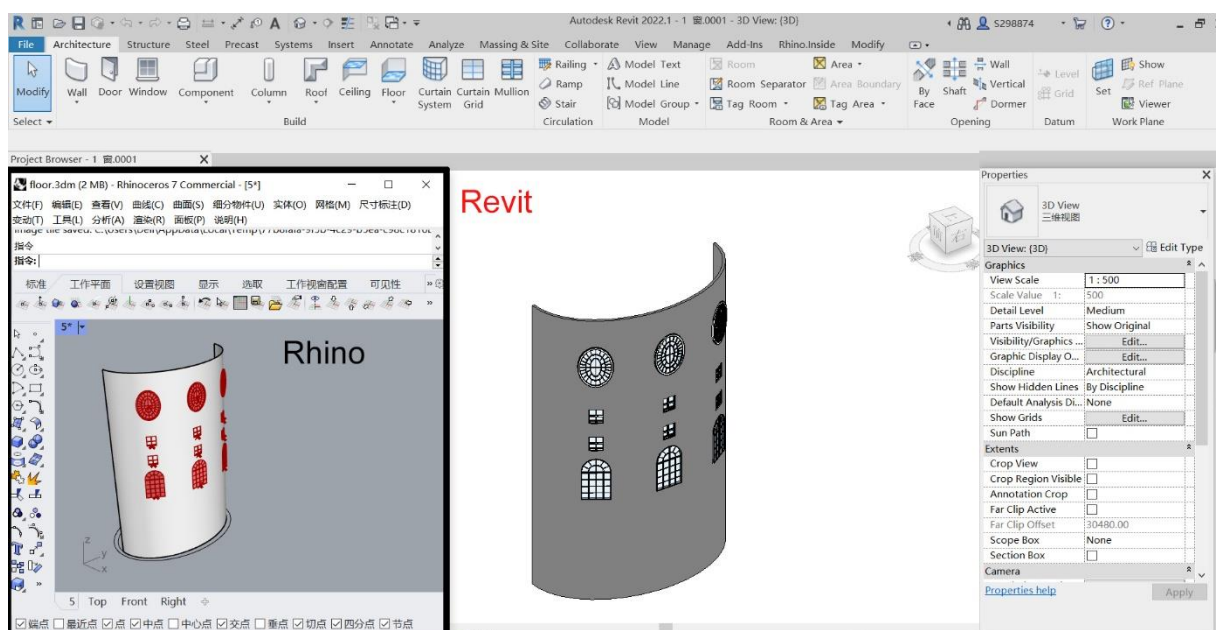 Autodesk Revit 2022.1 - 1 窗.0001 - 3D View: {3D}
S298874
File Architecture Structure Steel Precast Systems Insert Annotate Analyze Massing & Site Collaborate View Manage Add-Ins Rhino.Inside Modify
Modify Wall Door Window Component Column Roof Ceiling Floor Curtain System Curtain Grid Mullion
Railing Model Text Room Area By Face Shaft Wall Level Set Show
Ramp Model Line Room Separator Area Boundary Vertical Grid Ref Plane
Stair Model Group Tag Room Tag Area Dormer Viewer
Select Build Circulation Model Room & Area Opening Datum Work Plane
Project Browser - 1 窗.0001
floor.3dm (2 MB) - Rhinoceros 7 Commercial - [5*]
文件(F) 编辑(E) 查看(V) 曲线(C) 曲面(S) 细分物件(U) 实体(O) 网格(M) 尺寸标注(D)
变动(T) 工具(L) 分析(A) 渲染(R) 面板(P) 说明(H)
指令
指令:
标准 工作平面 设置视图 显示 选取 工作视窗配置 可见性
5*
Rhino
z
y
x
5 Top Front Right
端点 最近点 点 中点 中心点 交点 垂点 切点 四分点 节点
Revit
右
Properties
3D View
三维视图
3D View: {3D} Edit Type
Graphics
View Scale 1 : 500
Scale Value 1: 500
Detail Level Medium
Parts Visibility Show Original
Visibility/Graphics ... Edit...
Graphic Display O... Edit...
Discipline Architectural
Show Hidden Lines By Discipline
Default Analysis Di... None
Show Grids Edit...
Sun Path
Extents
Crop View
Crop Region Visible
Annotation Crop
Far Clip Active
Far Clip Offset 30480.00
Scope Box None
Section Box
Camera
Properties help Apply